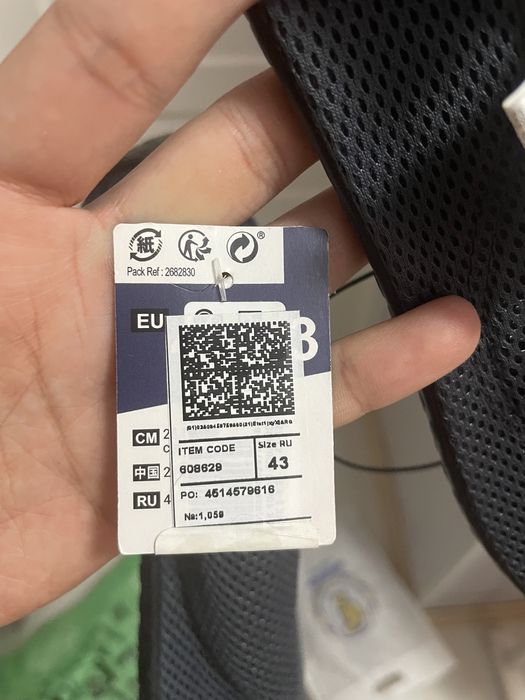 紙
®
Pack Ref : 2682830
EU
3
CM 2
c
ITEM CODE
Size RU
608629
43
中国 2
RU 4
PO: 4514579616
№:1,059